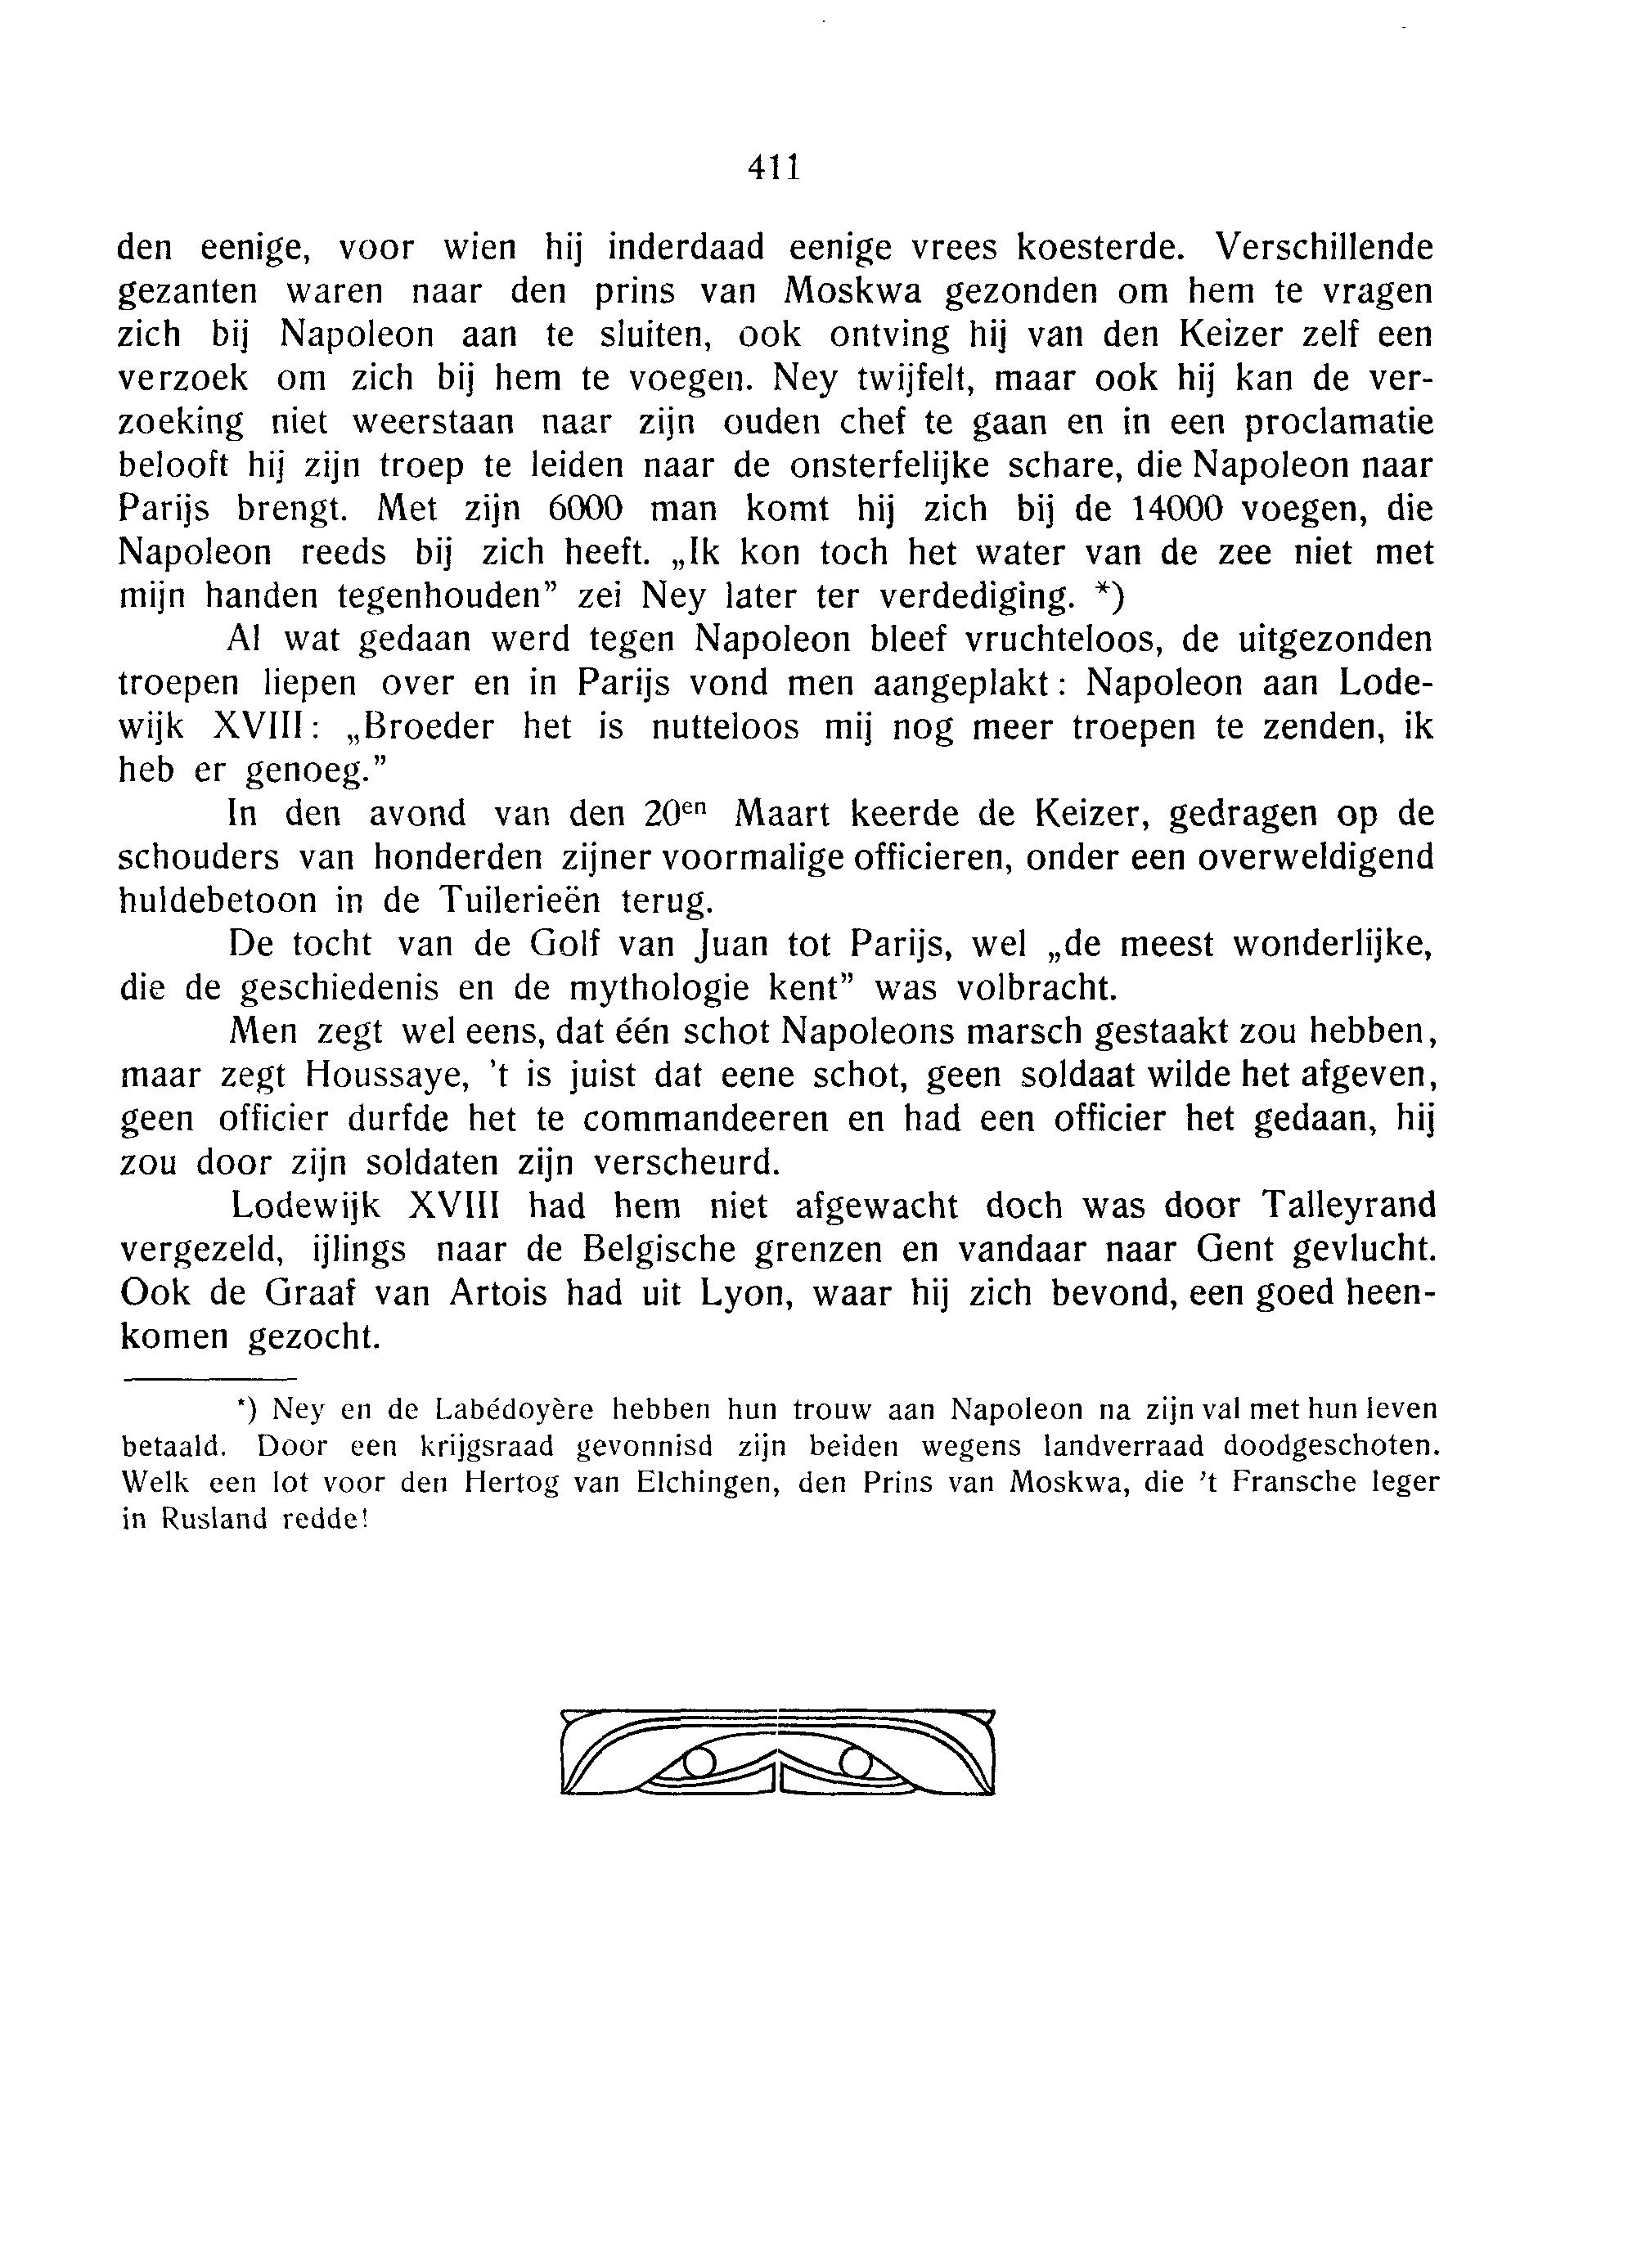 411
den eenige, voor wien hij inderdaad eenige vrees koesterde. Verschillende
gezanten waren naar den prins van Moskwa gezonden om hem te vragen
zich bij Napoleon aan te sluiten, ook ontving hij van den Keizer zelf een
verzoek om zich bij hem te voegen. Ney twijfelt, maar ook hij kan de ver-
zoeking niet weerstaan naar zijn ouden chef te gaan en in een proclamatie
belooft hij zijn troep te leiden naar de onsterfelijke schare, die Napoleon naar
Parijs brengt. Met zijn 6000 man komt hij zich bij de 14000 voegen, die
Napoleon reeds bij zich heeft. „Ik kon toch het water van de zee niet met
mijn handen tegenhouden” zei Ney later ter verdediging. *)
Al wat gedaan werd tegen Napoleon bleef vruchteloos, de uitgezonden
troepen liepen over en in Parijs vond men aangeplakt: Napoleon aan Lode-
wijk XVIII: „Broeder het is nutteloos mij nog meer troepen te zenden, ik
heb er genoeg.”
In den avond van den 20en Maart keerde de Keizer, gedragen op de
schouders van honderden zijner voormalige officieren, onder een overweldigend
huldebetoon in de Tuilerieën terug.
De tocht van de Golf van Juan tot Parijs, wel „de meest wonderlijke,
die de geschiedenis en de mythologie kent” was volbracht.
Men zegt wel eens, dat één schot Napoleons marsch gestaakt zou hebben,
maar zegt Houssaye, ’t is juist dat eene schot, geen soldaat wilde het afgeven,
geen officier durfde het te commandeeren en had een officier het gedaan, hij
zou door zijn soldaten zijn verscheurd.
Lodewijk XVIII had hem niet afgewacht doch was door Talleyrand
vergezeld, ijlings naar de Belgische grenzen en vandaar naar Gent gevlucht.
Ook de Graaf van Artois had uit Lyon, waar hij zich bevond, een goed heen-
komen gezocht.
*) Ney en de Labédoyère hebben hun trouw aan Napoleon na zijn val met hun leven
betaald. Door een krijgsraad gevonnisd zijn beiden wegens landverraad doodgeschoten.
Welk een lot voor den Hertog van Elchingen, den Prins van Moskwa, die ’t Fransche leger
in Rusland redde!